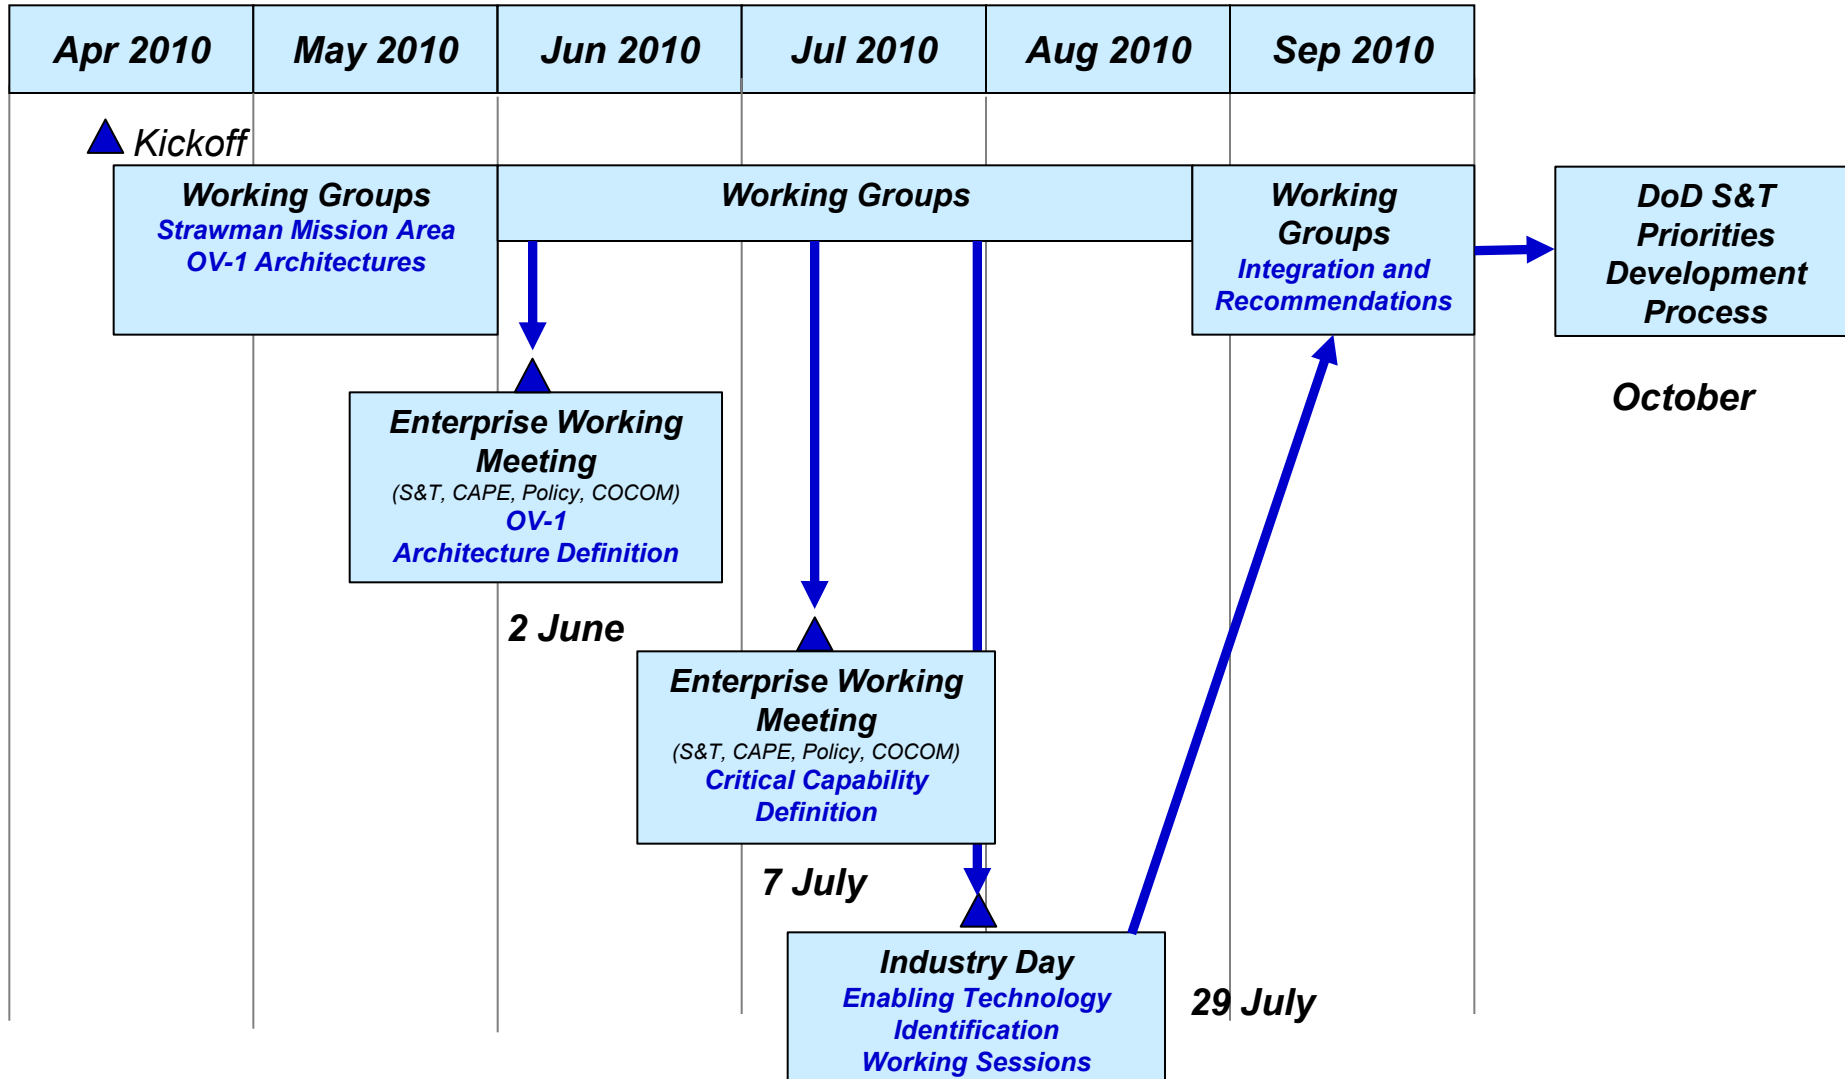 Apr 2010
May 2010
Jun 2010
Jul 2010
Aug 2010
Sep 2010
Kickoff
Working Groups
Strawman Mission Area
OV-1 Architectures
Working Groups
Working
Groups
Integration and
Recommendations
DoD S&T
Priorities
Development
Process
October
Enterprise Working
Meeting
(S&T, CAPE, Policy, COCOM)
OV-1
Architecture Definition
2 June
Enterprise Working
Meeting
(S&T, CAPE, Policy, COCOM)
Critical Capability
Definition
7 July
Industry Day
Enabling Technology
Identification
Working Sessions
29 July